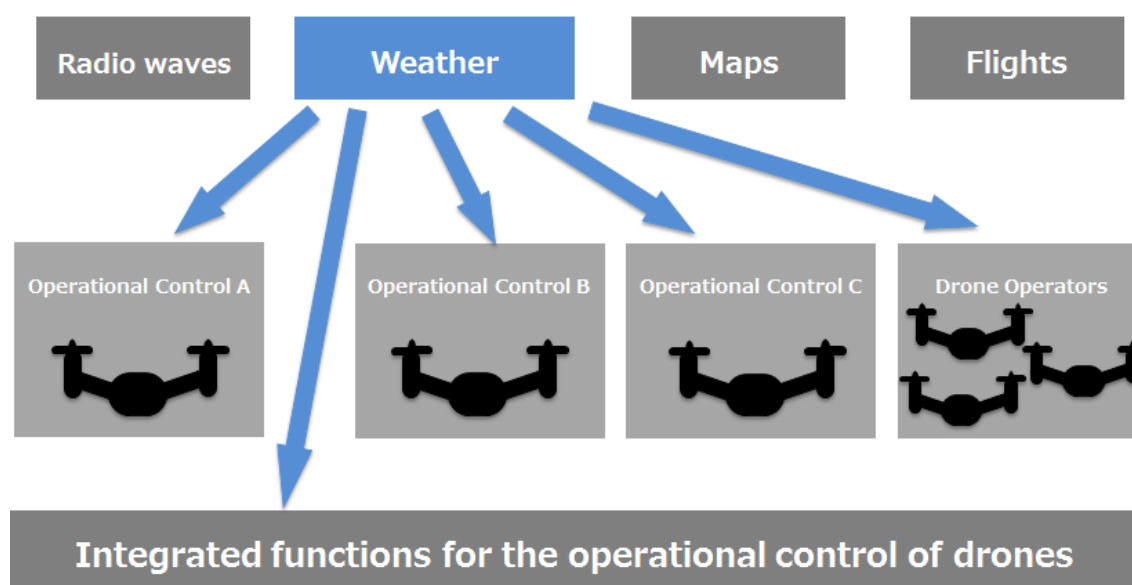 Radio waves
Weather
Maps
Flights
Operational Control A
Operational Control B
Operational Control C
Drone Operators
Integrated functions for the operational control of drones